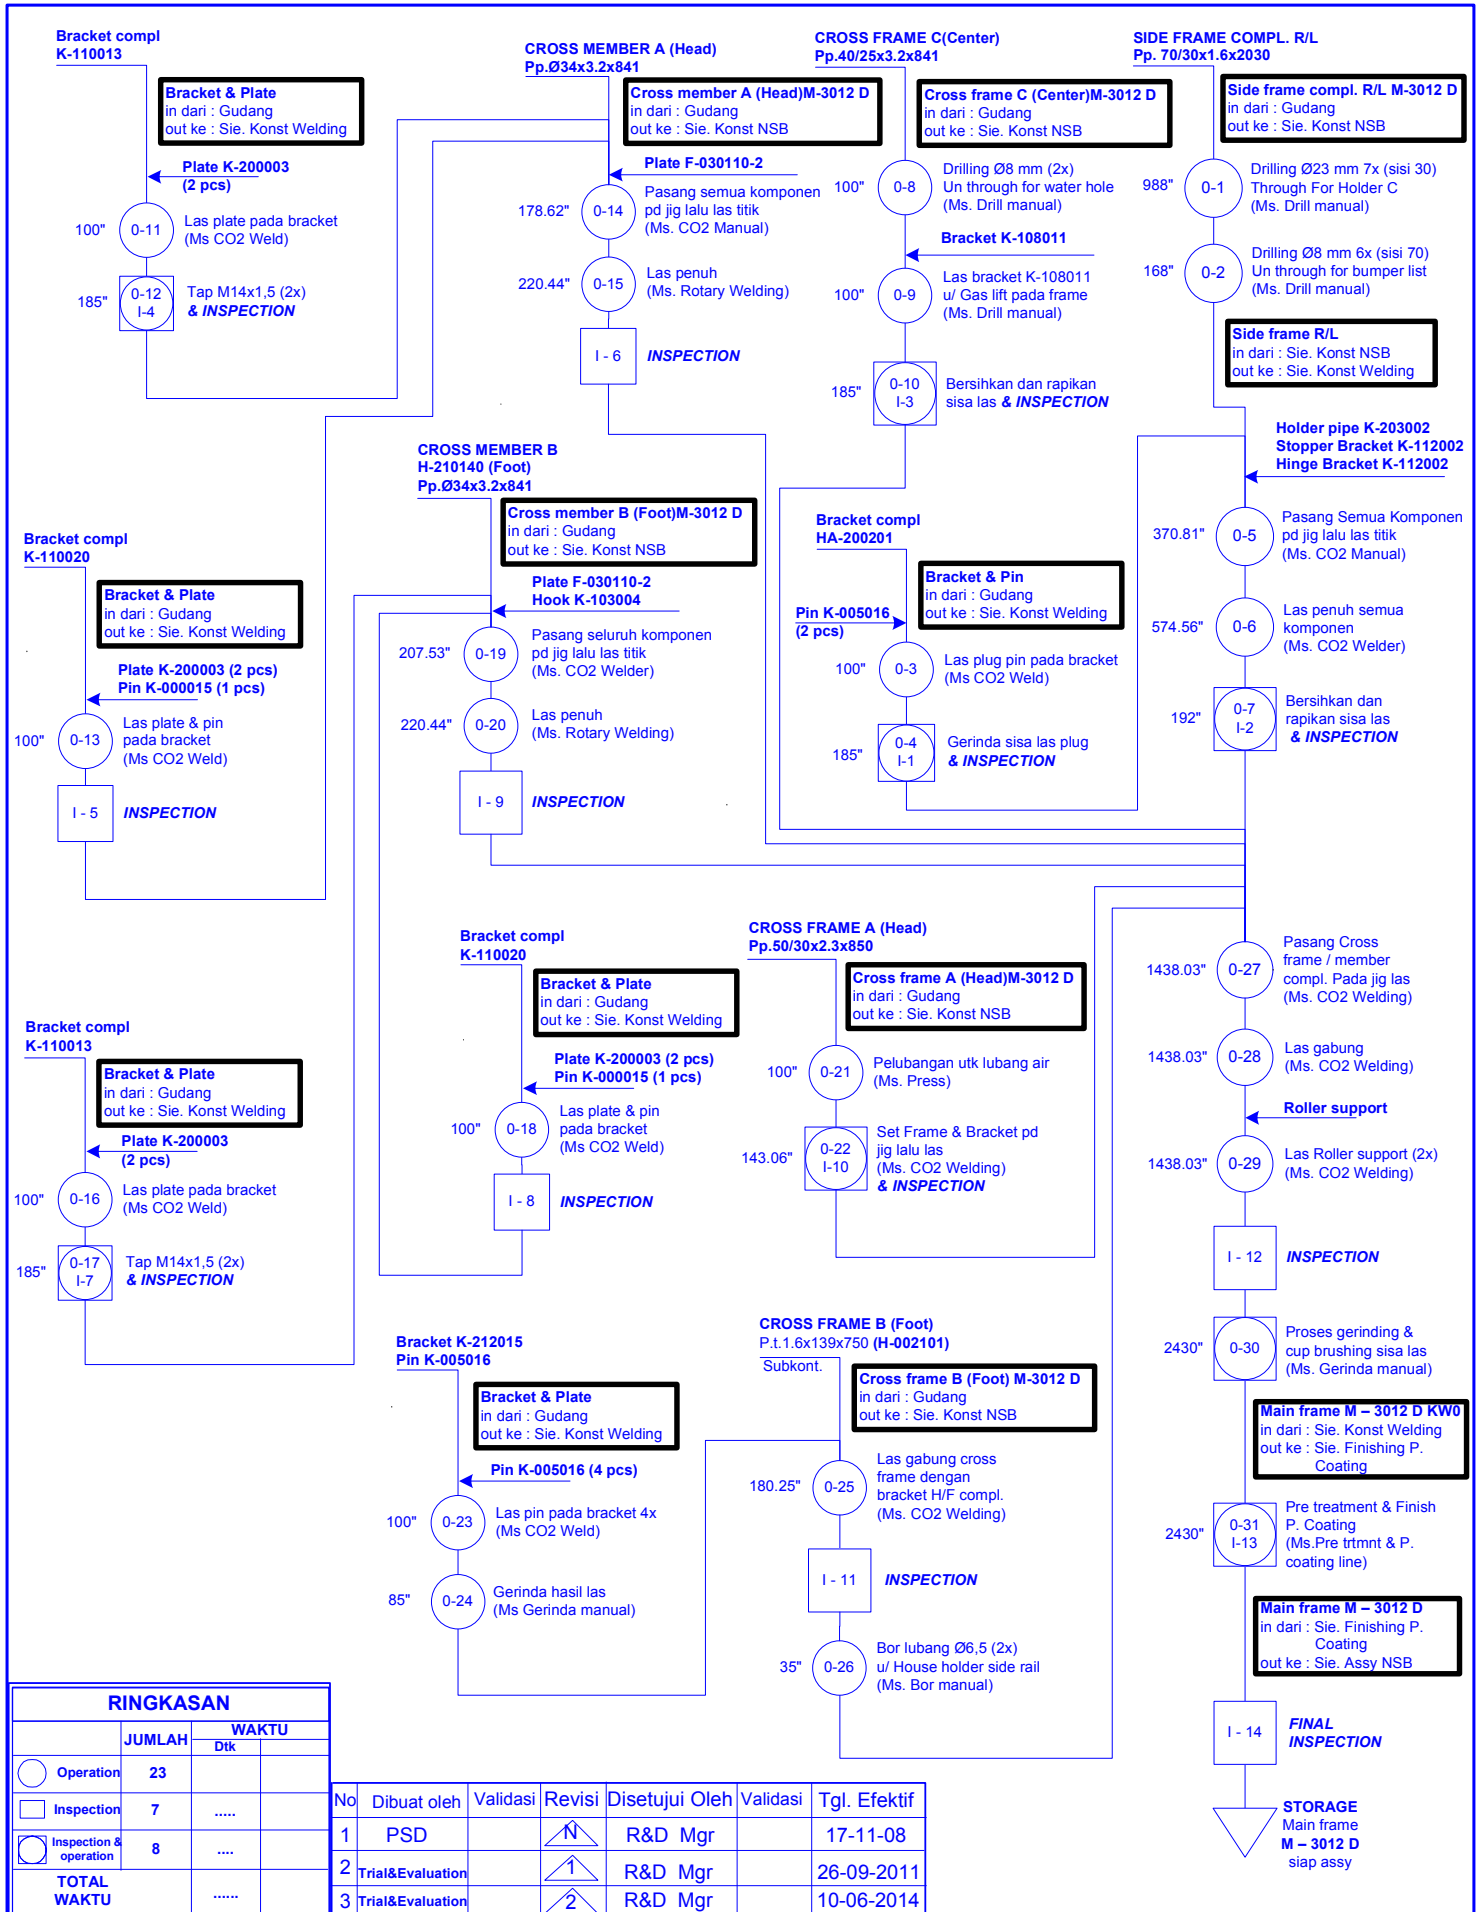 Bracket compl
K-110013
Bracket & Plate
in dari : Gudang
out ke : Sie. Konst Welding
Plate K-200003
(2 pcs)
100"
0-11
Las plate pada bracket
(Ms CO2 Weld)
185"
0-12
I-4
Tap M14x1,5 (2x)
& INSPECTION
CROSS MEMBER A (Head)
Pp.Ø34x3.2x841
Cross member A (Head)M-3012 D
in dari : Gudang
out ke : Sie. Konst NSB
Plate F-030110-2
178.62"
0-14
Pasang semua komponen
pd jig lalu las titik
(Ms. CO2 Manual)
220.44"
0-15
Las penuh
(Ms. Rotary Welding)
I - 6
INSPECTION
CROSS FRAME C(Center)
Pp.40/25x3.2x841
Cross frame C (Center)M-3012 D
in dari : Gudang
out ke : Sie. Konst NSB
100"
0-8
Drilling Ø8 mm (2x)
Un through for water hole
(Ms. Drill manual)
Bracket K-108011
100"
0-9
Las bracket K-108011
u/ Gas lift pada frame
(Ms. Drill manual)
185"
0-10
I-3
Bersihkan dan rapikan
sisa las & INSPECTION
SIDE FRAME COMPL. R/L
Pp. 70/30x1.6x2030
Side frame compl. R/L M-3012 D
in dari : Gudang
out ke : Sie. Konst NSB
988"
0-1
Drilling Ø23 mm 7x (sisi 30)
Through For Holder C
(Ms. Drill manual)
168"
0-2
Drilling Ø8 mm 6x (sisi 70)
Un through for bumper list
(Ms. Drill manual)
Side frame R/L
in dari : Sie. Konst NSB
out ke : Sie. Konst Welding
Holder pipe K-203002
Stopper Bracket K-112002
Hinge Bracket K-112002
370.81"
0-5
Pasang Semua Komponen
pd jig lalu las titik
(Ms. CO2 Manual)
574.56"
0-6
Las penuh semua
komponen
(Ms. CO2 Welder)
192"
0-7
I-2
Bersihkan dan
rapikan sisa las
& INSPECTION
CROSS MEMBER B
H-210140 (Foot)
Pp.Ø34x3.2x841
Cross member B (Foot)M-3012 D
in dari : Gudang
out ke : Sie. Konst NSB
Plate F-030110-2
Hook K-103004
207.53"
0-19
Pasang seluruh komponen
pd jig lalu las titik
(Ms. CO2 Welder)
220.44"
0-20
Las penuh
(Ms. Rotary Welding)
I - 9
INSPECTION
Bracket compl
HA-200201
Bracket & Pin
in dari : Gudang
out ke : Sie. Konst Welding
Pin K-005016
(2 pcs)
100"
0-3
Las plug pin pada bracket
(Ms CO2 Weld)
185"
0-4
I-1
Gerinda sisa las plug
& INSPECTION
Bracket compl
K-110020
Bracket & Plate
in dari : Gudang
out ke : Sie. Konst Welding
Plate K-200003 (2 pcs)
Pin K-000015 (1 pcs)
100"
0-13
Las plate & pin
pada bracket
(Ms CO2 Weld)
I - 5
INSPECTION
Bracket compl
K-110013
Bracket & Plate
in dari : Gudang
out ke : Sie. Konst Welding
Plate K-200003
(2 pcs)
100"
0-16
Las plate pada bracket
(Ms CO2 Weld)
185"
0-17
I-7
Tap M14x1,5 (2x)
& INSPECTION
Bracket compl
K-110020
Bracket & Plate
in dari : Gudang
out ke : Sie. Konst Welding
Plate K-200003 (2 pcs)
Pin K-000015 (1 pcs)
100"
0-18
Las plate & pin
pada bracket
(Ms CO2 Weld)
I - 8
INSPECTION
CROSS FRAME A (Head)
Pp.50/30x2.3x850
Cross frame A (Head)M-3012 D
in dari : Gudang
out ke : Sie. Konst NSB
100"
0-21
Pelubangan utk lubang air
(Ms. Press)
143.06"
0-22
I-10
Set Frame & Bracket pd
jig lalu las
(Ms. CO2 Welding)
& INSPECTION
1438.03"
0-27
Pasang Cross
frame / member
compl. Pada jig las
(Ms. CO2 Welding)
1438.03"
0-28
Las gabung
(Ms. CO2 Welding)
Roller support
1438.03"
0-29
Las Roller support (2x)
(Ms. CO2 Welding)
I - 12
INSPECTION
2430"
0-30
Proses gerinding &
cup brushing sisa las
(Ms. Gerinda manual)
Main frame M – 3012 D KW0
in dari : Sie. Konst Welding
out ke : Sie. Finishing P.
Coating
2430"
0-31
I-13
Pre treatment & Finish
P. Coating
(Ms.Pre trtmnt & P.
coating line)
Main frame M – 3012 D
in dari : Sie. Finishing P.
Coating
out ke : Sie. Assy NSB
I - 14
FINAL
INSPECTION
STORAGE
Main frame
M – 3012 D
siap assy
Bracket K-212015
Pin K-005016
Bracket & Plate
in dari : Gudang
out ke : Sie. Konst Welding
Pin K-005016 (4 pcs)
100"
0-23
Las pin pada bracket 4x
(Ms CO2 Weld)
85"
0-24
Gerinda hasil las
(Ms Gerinda manual)
CROSS FRAME B (Foot)
P.t.1.6x139x750 (H-002101)
Subkont.
Cross frame B (Foot) M-3012 D
in dari : Gudang
out ke : Sie. Konst NSB
180.25"
0-25
Las gabung cross
frame dengan
bracket H/F compl.
(Ms. CO2 Welding)
I - 11
INSPECTION
35"
0-26
Bor lubang Ø6,5 (2x)
u/ House holder side rail
(Ms. Bor manual)
RINGKASAN
JUMLAH WAKTU
Dtk
Operation 23
Inspection 7 .....
Inspection &
operation 8 ....
TOTAL
WAKTU ......
No Dibuat oleh Validasi Revisi Disetujui Oleh Validasi Tgl. Efektif
1 PSD N R&D Mgr 17-11-08
2 Trial&Evaluation 1 R&D Mgr 26-09-2011
3 Trial&Evaluation 2 R&D Mgr 10-06-2014